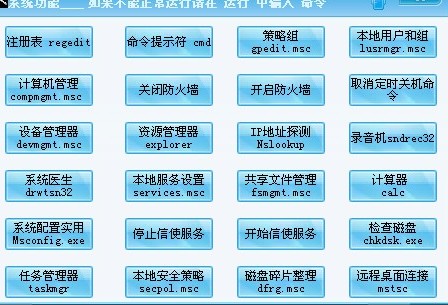 系统功能____ 如果不能正常运行请在 运行 中输入 命令
注册表 regedit
命令提示符 cmd
策略组
gpedit.msc
本地用户和组
lusrmgr.msc
计算机管理
compmgmt.msc
关闭防火墙
开启防火墙
取消定时关机命
令
设备管理器
devmgmt.msc
资源管理器
explorer
IP地址探测
Nslookup
录音机sndrec32
系统医生
drwtsn32
本地服务设置
services.msc
共享文件管理
fsmgmt.msc
计算器
calc
系统配置实用
Msconfig.exe
停止信使服务
开始信使服务
检查磁盘
chkdsk.exe
任务管理器
taskmgr
本地安全策略
secpol.msc
磁盘碎片整理
dfrg.msc
远程桌面连接
mstsc